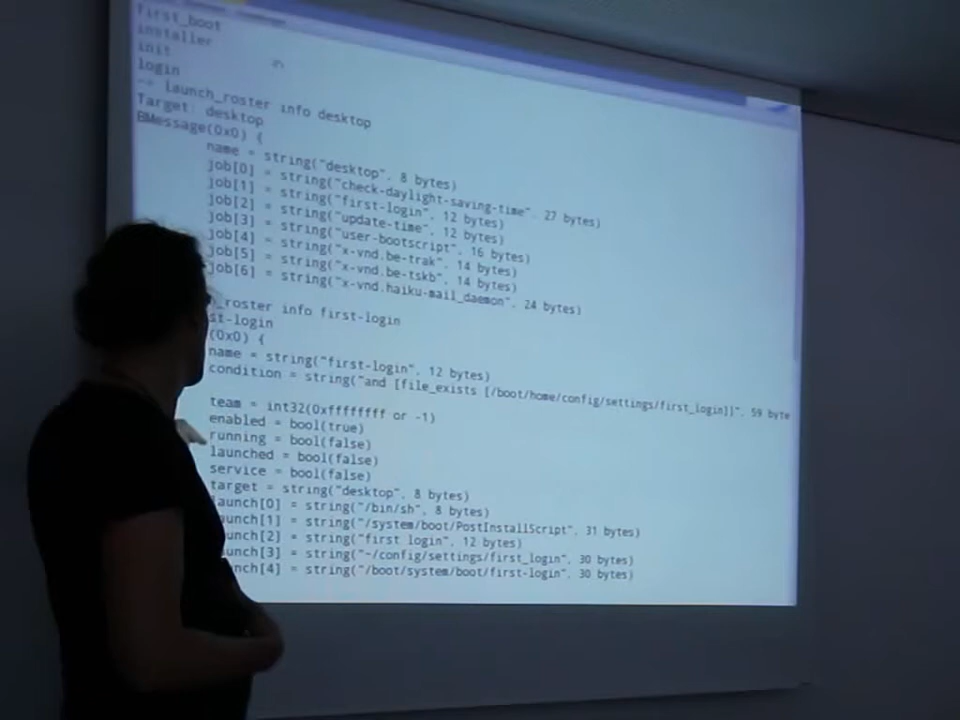 first_boot
installer
init
login
-- launch_roster info desktop
Target: desktop
BMessage(0x0) {
name = string("desktop", 8 bytes)
job[0] = string("check-daylight-saving-time", 27 bytes)
job[1] = string("first-login", 12 bytes)
job[2] = string("update-time", 12 bytes)
job[3] = string("user-bootscript", 16 bytes)
job[4] = string("x-vnd.be-trak", 14 bytes)
job[5] = string("x-vnd.be-tskb", 14 bytes)
job[6] = string("x-vnd.haiku-mail_daemon", 24 bytes)
h_roster info first-login
st-login
(0x0) {
name = string("first-login", 12 bytes)
condition = string("and [file_exists [/boot/home/config/settings/first_login]]", 59 byte
team = int32(0xffffffff or -1)
enabled = bool(true)
running = bool(false)
launched = bool(false)
service = bool(false)
target = string("desktop", 8 bytes)
launch[0] = string("/bin/sh", 8 bytes)
aunch[1] = string("/system/boot/PostInstallScript", 31 bytes)
unch[2] = string("first login", 12 bytes)
unch[3] = string("~/config/settings/first_login", 30 bytes)
nch[4] = string("/boot/system/boot/first-login", 30 bytes)